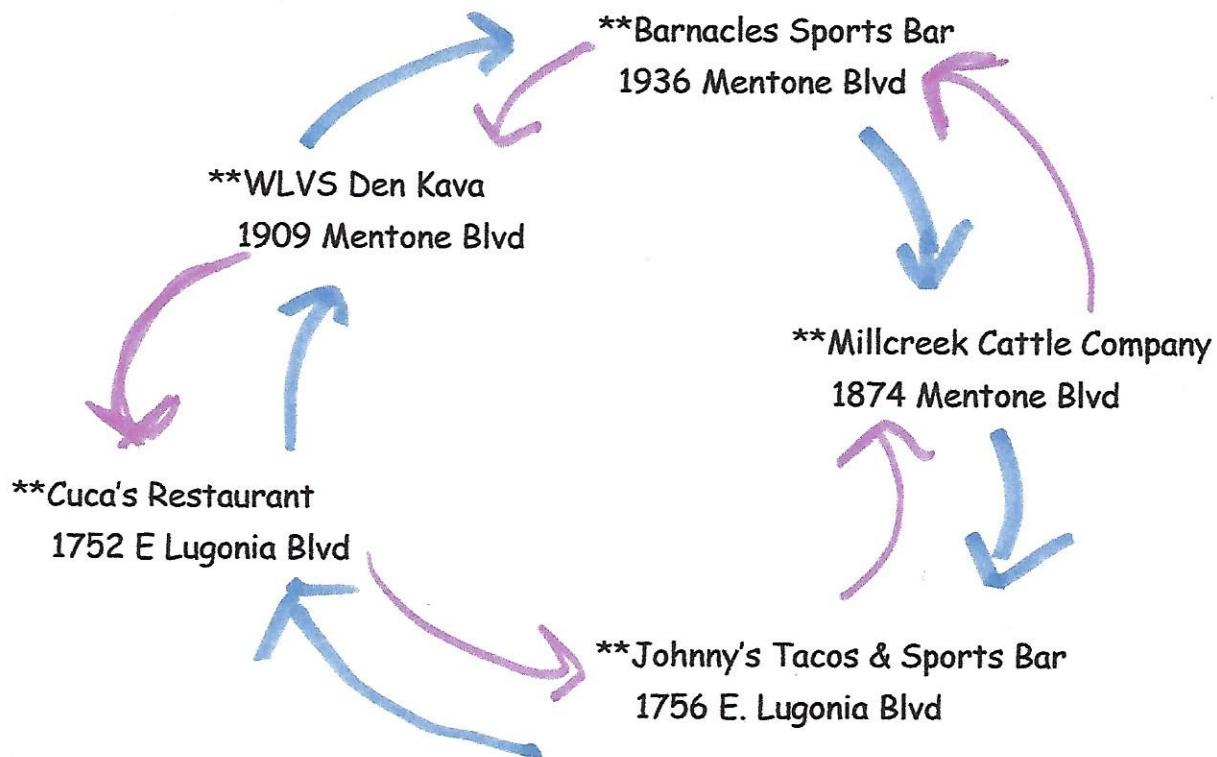 **Barnacles Sports Bar
1936 Mentone Blvd
**WLVS Den Kava
1909 Mentone Blvd
**Millcreek Cattle Company
1874 Mentone Blvd
**Cuca's Restaurant
1752 E Lugonia Blvd
**Johnny's Tacos & Sports Bar
1756 E. Lugonia Blvd